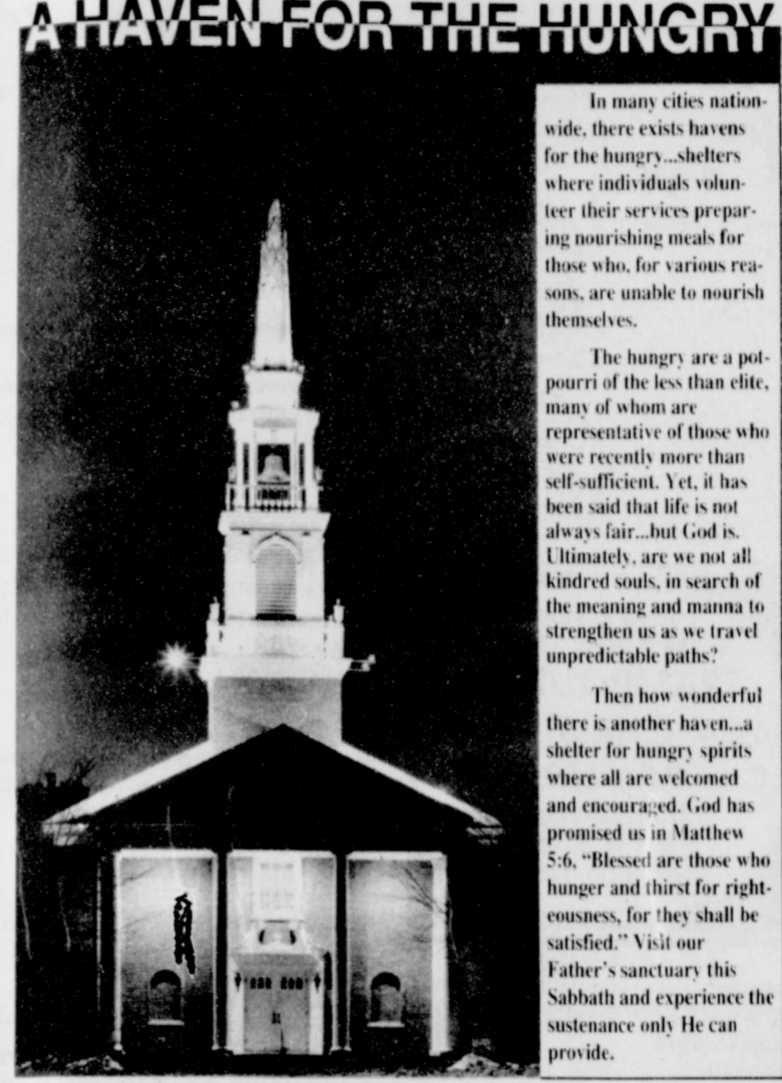 A HAVEN FOR THE HUNGRY
In many cities nation-
wide, there exists havens
for the hungry...shelters
where individuals volun-
teer their services prepar-
ing nourishing meals for
those who, for various rea-
sons, are unable to nourish
themselves.
The hungry are a pot-
pourri of the less than elite,
many of whom are
representative of those who
were recently more than
self-sufficient. Yet, it has
been said that life is not
always fair...but God is.
Ultimately, are we not all
kindred souls, in search of
the meaning and manna to
strengthen us as we travel
unpredictable paths?
Then how wonderful
there is another haven...a
shelter for hungry spirits
where all are welcomed
and encouraged. God has
promised us in Matthew
5:6, “Blessed are those who
hunger and thirst for right-
eousness, for they shall be
satisfied.” Visit our
Father's sanctuary this
Sabbath and experience the
sustenance only He can
provide.